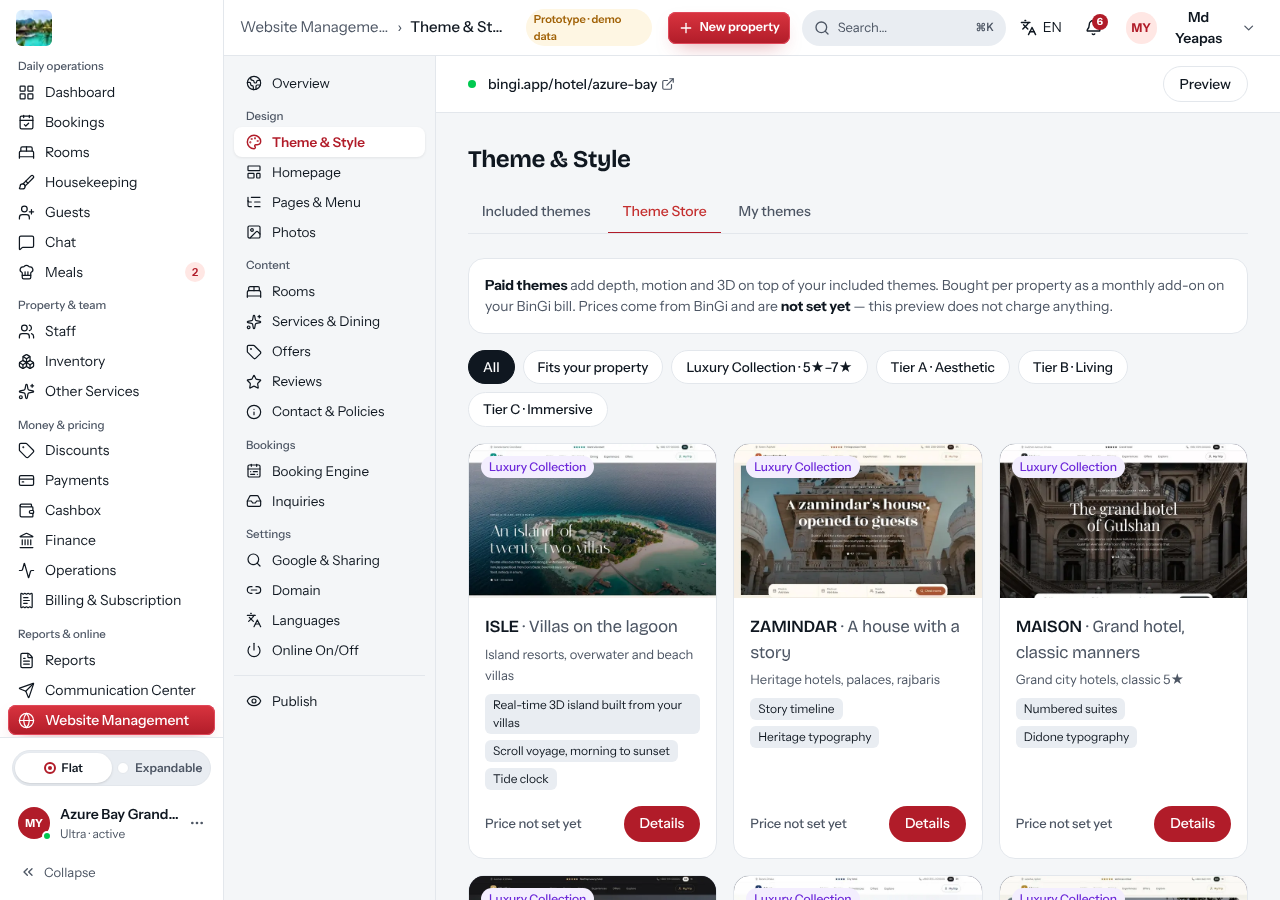 Website Manageme... › Theme & St...
Prototype · demo data
New property
Search... ⌘K
EN
6
MY
Md Yeapas
Daily operations
Dashboard
Bookings
Rooms
Housekeeping
Guests
Chat
Meals 2
Property & team
Staff
Inventory
Other Services
Money & pricing
Discounts
Payments
Cashbox
Finance
Operations
Billing & Subscription
Reports & online
Reports
Communication Center
Website Management
Flat Expandable
MY
Azure Bay Grand...
Ultra · active
Collapse
Overview
Design
Theme & Style
Homepage
Pages & Menu
Photos
Content
Rooms
Services & Dining
Offers
Reviews
Contact & Policies
Bookings
Booking Engine
Inquiries
Settings
Google & Sharing
Domain
Languages
Online On/Off
Publish
bingi.app/hotel/azure-bay
Preview
Theme & Style
Included themes Theme Store My themes
Paid themes add depth, motion and 3D on top of your included themes. Bought per property as a monthly add-on on
your BinGi bill. Prices come from BinGi and are not set yet — this preview does not charge anything.
All Fits your property Luxury Collection · 5★–7★ Tier A · Aesthetic Tier B · Living
Tier C · Immersive
Luxury Collection
An island of
twenty-two villas
ISLE · Villas on the lagoon
Island resorts, overwater and beach
villas
Real-time 3D island built from your
villas
Scroll voyage, morning to sunset
Tide clock
Price not set yet Details
Luxury Collection
A zamindar's house,
opened to guests
ZAMINDAR · A house with a
story
Heritage hotels, palaces, rajbaris
Story timeline
Heritage typography
Price not set yet Details
Luxury Collection
The grand hotel
of Gulshan
MAISON · Grand hotel,
classic manners
Grand city hotels, classic 5★
Numbered suites
Didone typography
Price not set yet Details
Luxury Collection
Luxury Collection
Luxury Collection